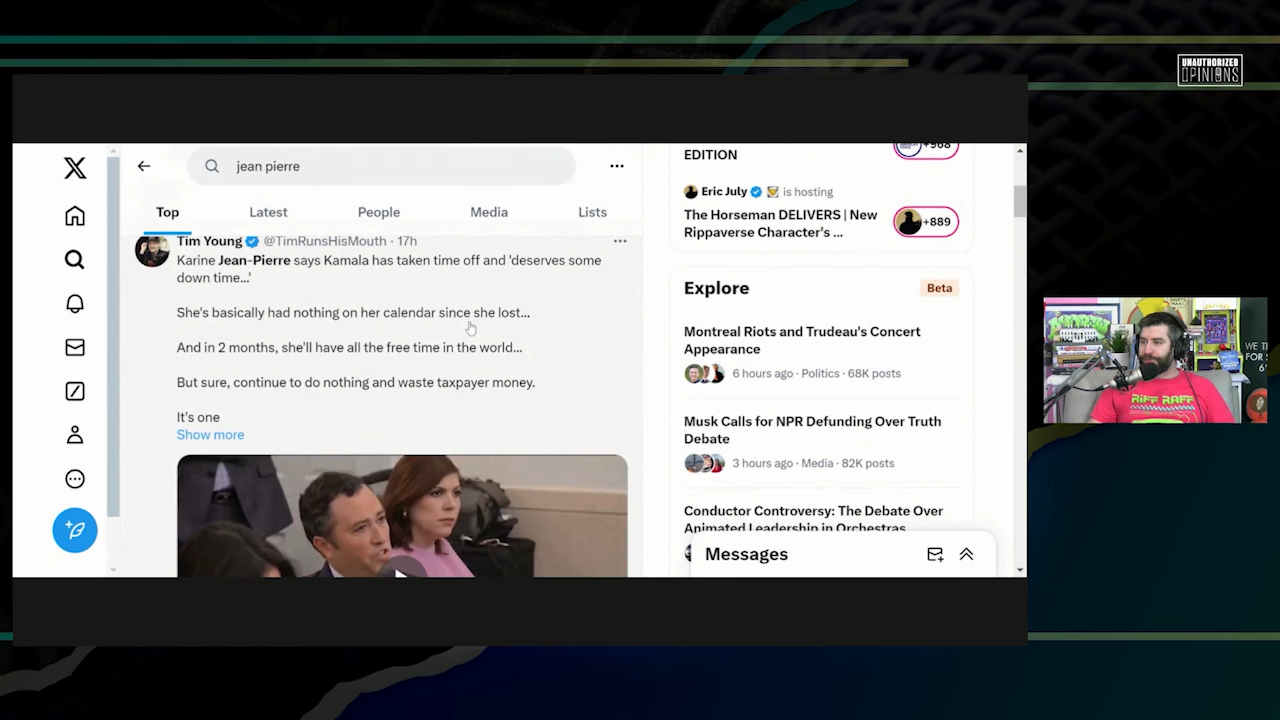 UNAUTHORIZED
OPINIONS
jean pierre
Top
Latest
People
Media
Lists
Tim Young @TimRunsHisMouth · 17h
Karine Jean-Pierre says Kamala has taken time off and 'deserves some
down time...'
She's basically had nothing on her calendar since she lost...
And in 2 months, she'll have all the free time in the world...
But sure, continue to do nothing and waste taxpayer money.
It's one
Show more
EDITION
+968
Eric July is hosting
The Horseman DELIVERS | New
Rippaverse Character's ...
+889
Explore
Beta
Montreal Riots and Trudeau's Concert
Appearance
6 hours ago · Politics · 68K posts
Musk Calls for NPR Defunding Over Truth
Debate
3 hours ago · Media · 82K posts
Conductor Controversy: The Debate Over
Animated Leadership in Orchestras
Messages
RIFF RAFF